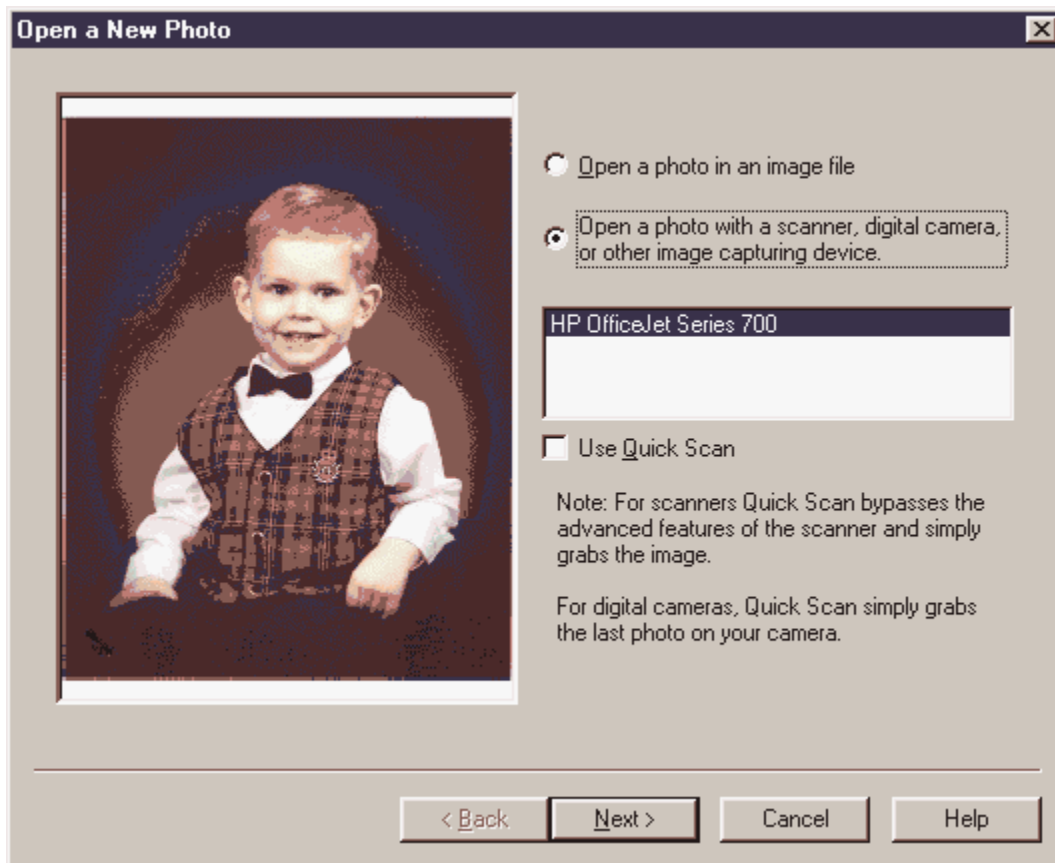 Open a New Photo
Open a photo in an image file
Open a photo with a scanner, digital camera,
or other image capturing device.
HP OfficeJet Series 700
Use Quick Scan
Note: For scanners Quick Scan bypasses the
advanced features of the scanner and simply
grabs the image.
For digital cameras, Quick Scan simply grabs
the last photo on your camera.
< Back
Next >
Cancel
Help